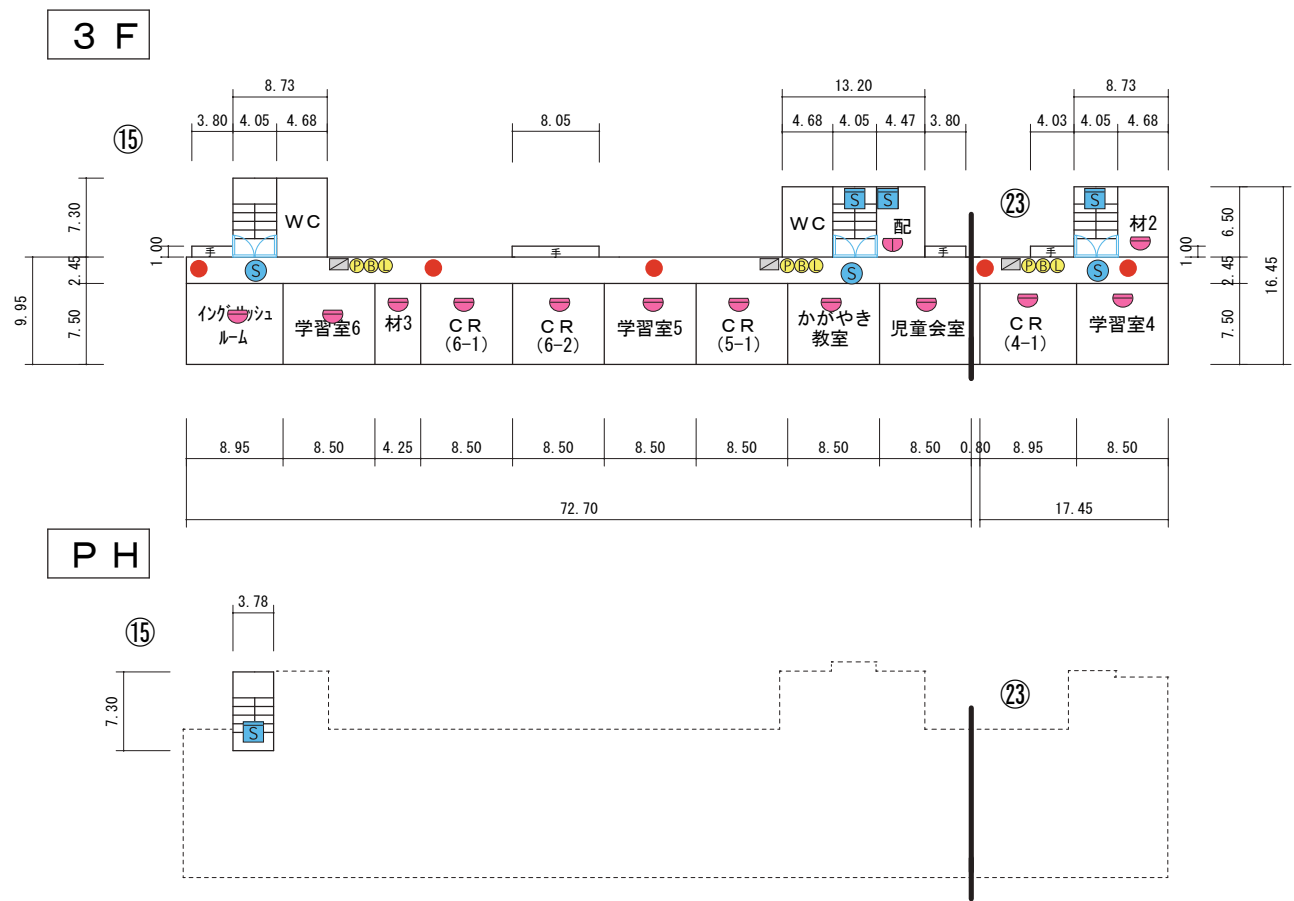 3 F
8.73
13.20
8.73
3.80 4.05 4.68
8.05
4.68 4.05 4.47 3.80
4.03 4.05 4.68
⑮
㉓
S S S
WC
WC
配
材2
手
手
手
手
7.30
1.00
2.45
7.50
9.95
6.50
1.00
2.45
7.50
16.45
S
P B L
P B L
S
P B L
S
イングリッシュ
ルーム
学習室6
材3
CR
(6-1)
CR
(6-2)
学習室5
CR
(5-1)
かがやき
教室
児童会室
CR
(4-1)
学習室4
8.95 8.50 4.25 8.50 8.50 8.50 8.50 8.50 8.50 0.80 8.95 8.50
72.70
17.45
P H
3.78
⑮
㉓
7.30
S